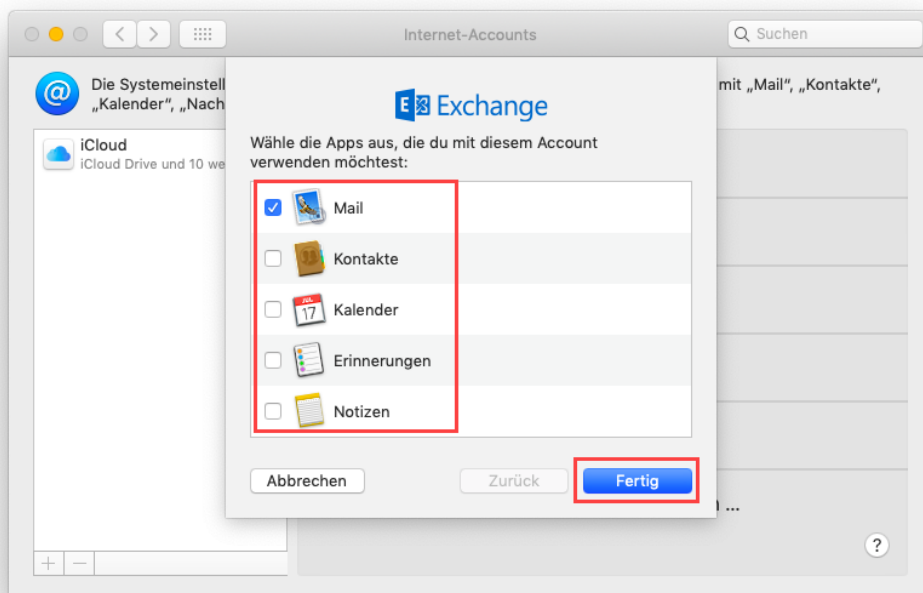 Internet-Accounts
Suchen
Die Systemeinstell
mit „Mail“, „Kontakte“,
„Kalender“, „Nach
iCloud
iCloud Drive und 10 we
E Exchange
Wähle die Apps aus, die du mit diesem Account
verwenden möchtest:
Mail
Kontakte
JUL
17
Kalender
Erinnerungen
Notizen
Abbrechen
Zurück
Fertig
...
?